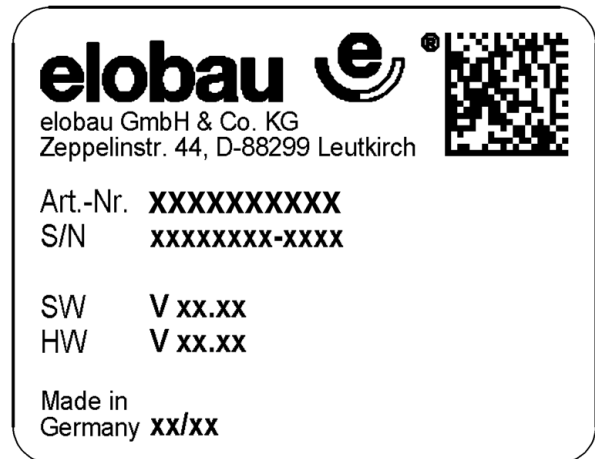 elobau e ®
elobau GmbH & Co. KG
Zeppelinstr. 44, D-88299 Leutkirch
Art.-Nr. XXXXXXXXXX
S/N xxxxxxxx-xxxx
SW V xx.xx
HW V xx.xx
Made in
Germany xx/xx